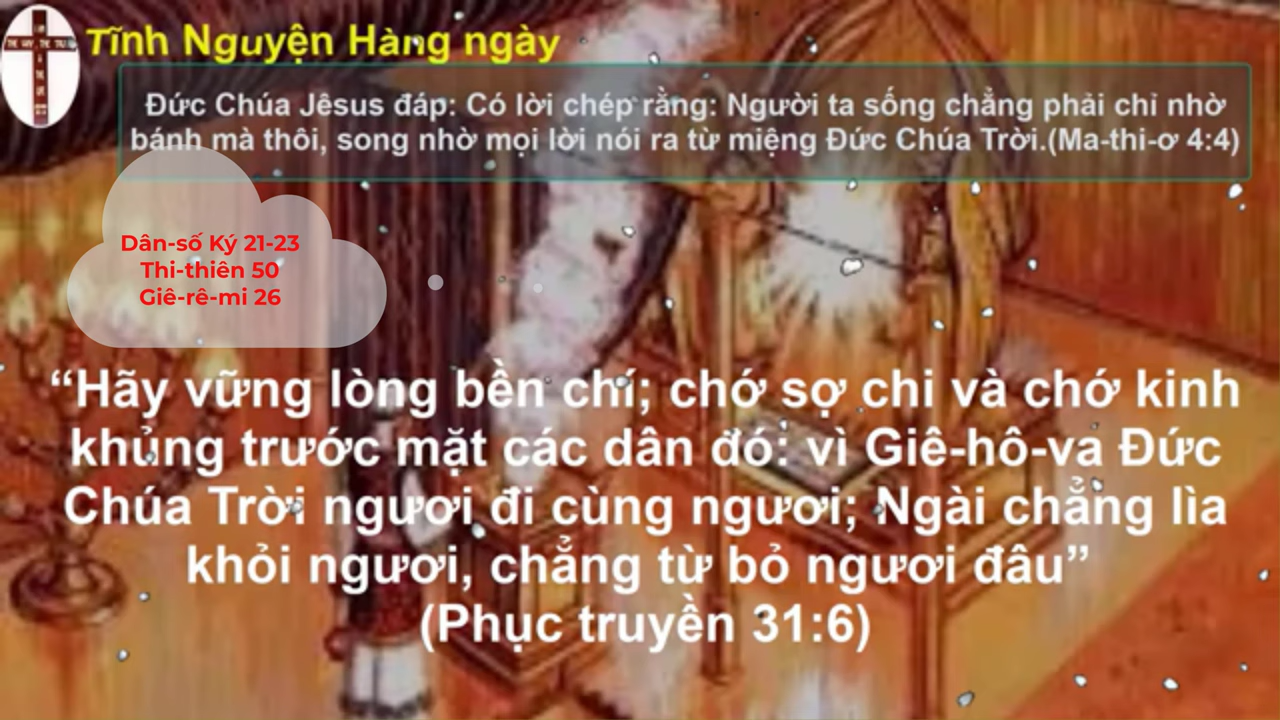 Tĩnh Nguyện Hàng ngày
Đức Chúa Jêsus đáp: Có lời chép rằng: Người ta sống chẳng phải chỉ nhờ
bánh mà thôi, song nhờ mọi lời nói ra từ miệng Đức Chúa Trời.(Ma-thi-ơ 4:4)
Dân-số Ký 21-23
Thi-thiên 50
Giê-rê-mi 26
“Hãy vững lòng bền chí; chớ sợ chi và chớ kinh
khủng trước mặt các dân đó: vì Giê-hô-va Đức
Chúa Trời ngươi đi cùng ngươi; Ngài chẳng lìa
khỏi ngươi, chẳng từ bỏ ngươi đâu”
(Phục truyền 31:6)